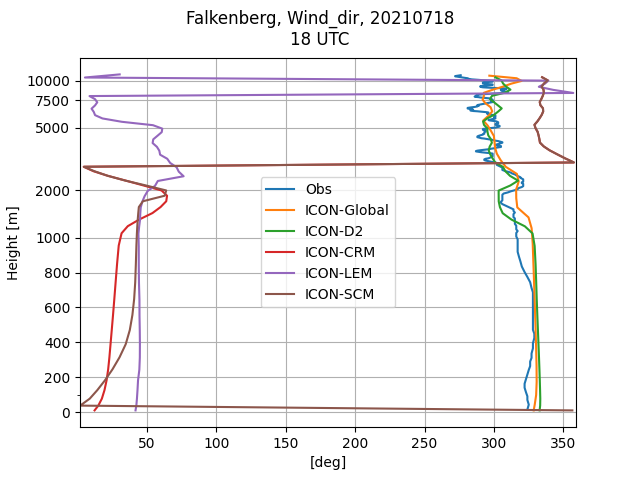 Falkenberg, Wind_dir, 20210718
18 UTC
10000
7500
5000
2000
1000
800
600
400
200
0
Height [m]
Obs
ICON-Global
ICON-D2
ICON-CRM
ICON-LEM
ICON-SCM
50 100 150 200 250 300 350
[deg]